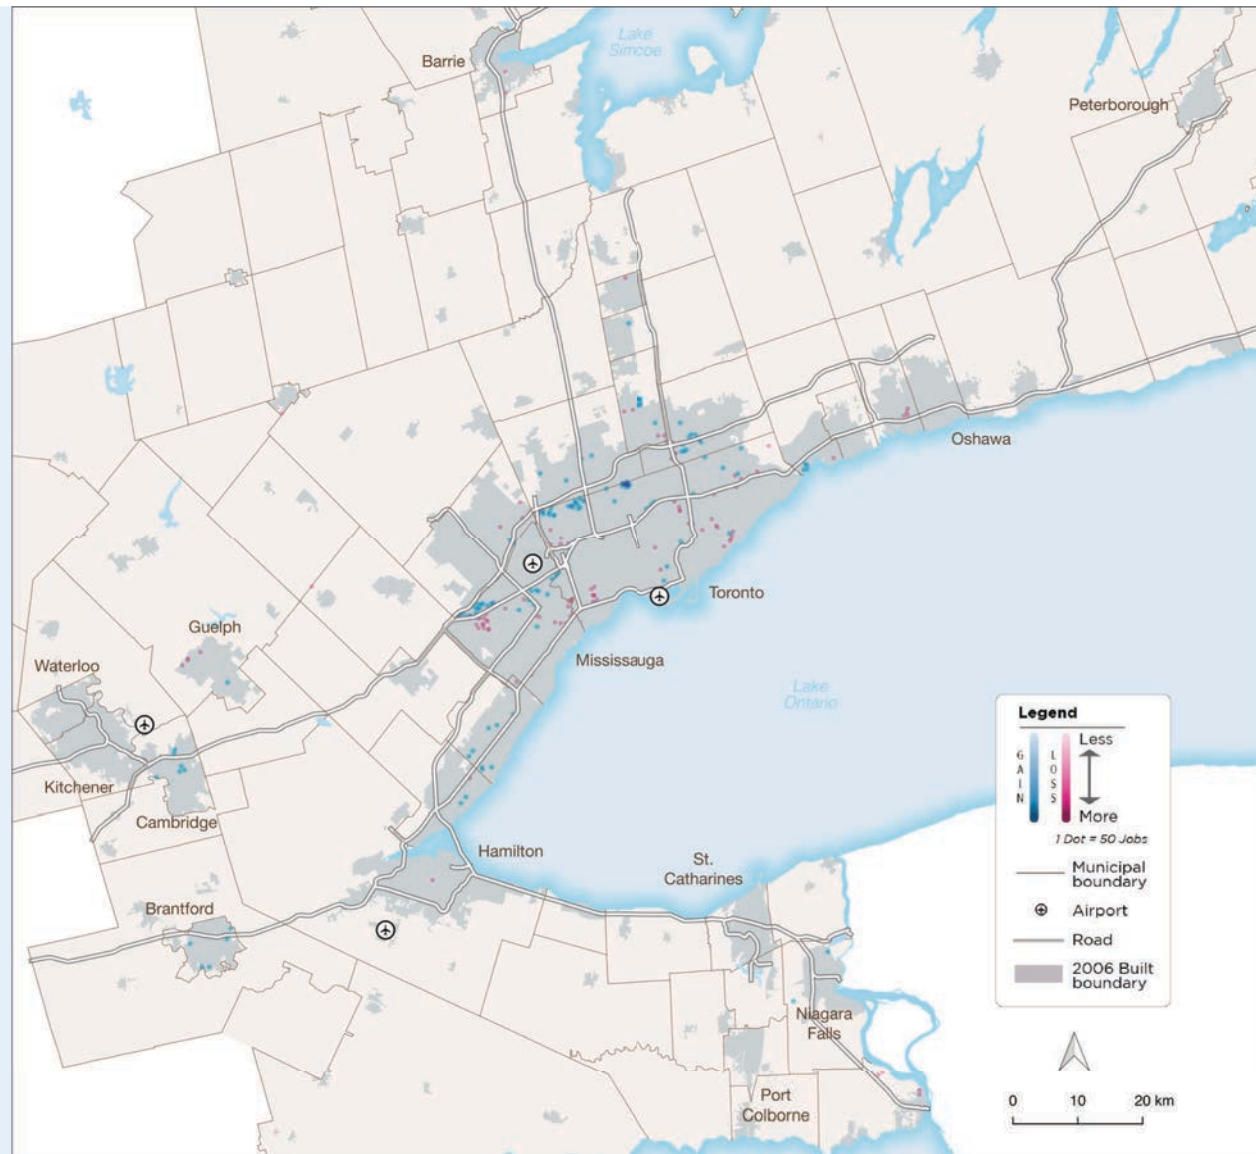 Lake
Simcoe
Barrie
Peterborough
Oshawa
Toronto
Guelph
Waterloo
Mississauga
Lake
Ontario
Kitchener
Cambridge
Hamilton
St.
Catharines
Brantford
Niagara
Falls
Port
Colborne
Legend
GAIN
LOSS
Less
More
1 Dot = 50 Jobs
Municipal
boundary
Airport
Road
2006 Built
boundary
0 10 20 km